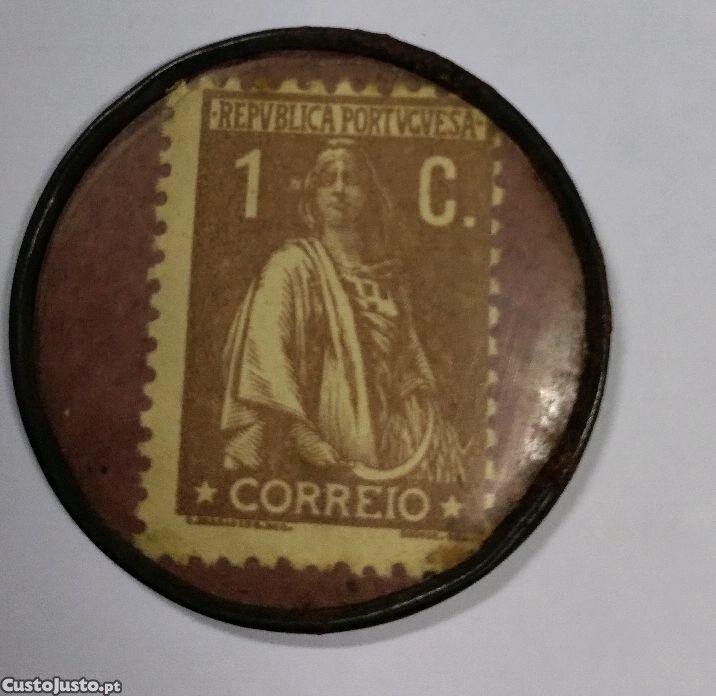 · REPVBLICA PORTVGVESA ·
1 C.
CORREIO
CustoJusto.pt